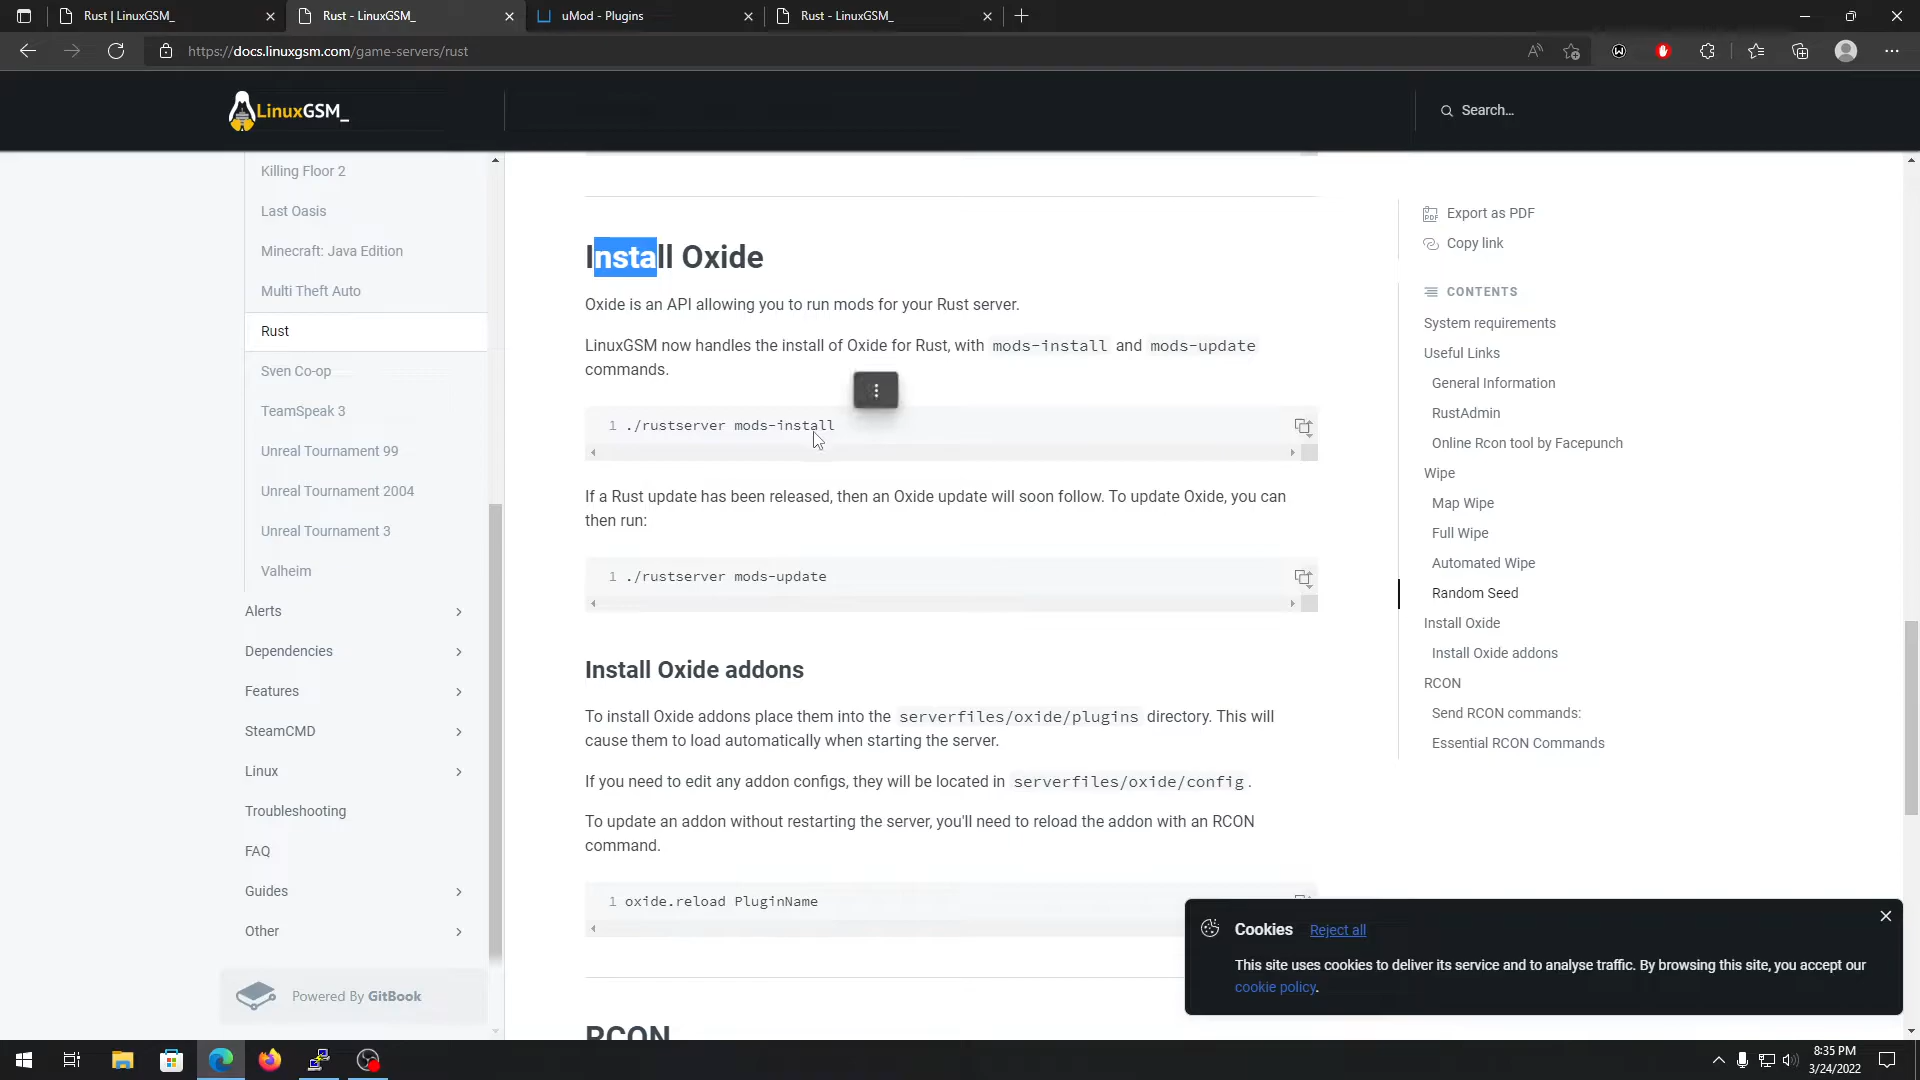 Rust | LinuxGSM_
Rust - LinuxGSM_
uMod - Plugins
Rust - LinuxGSM_
https://docs.linuxgsm.com/game-servers/rust
LinuxGSM_
Search...
Killing Floor 2
Last Oasis
Minecraft: Java Edition
Multi Theft Auto
Rust
Sven Co-op
TeamSpeak 3
Unreal Tournament 99
Unreal Tournament 2004
Unreal Tournament 3
Valheim
Alerts
Dependencies
Features
SteamCMD
Linux
Troubleshooting
FAQ
Guides
Other
Powered By GitBook
Install Oxide
Oxide is an API allowing you to run mods for your Rust server.
LinuxGSM now handles the install of Oxide for Rust, with mods-install and mods-update
commands.
1 ./rustserver mods-install
If a Rust update has been released, then an Oxide update will soon follow. To update Oxide, you can
then run:
1 ./rustserver mods-update
Install Oxide addons
To install Oxide addons place them into the serverfiles/oxide/plugins directory. This will
cause them to load automatically when starting the server.
If you need to edit any addon configs, they will be located in serverfiles/oxide/config.
To update an addon without restarting the server, you'll need to reload the addon with an RCON
command.
1 oxide.reload PluginName
RCON
Export as PDF
Copy link
CONTENTS
System requirements
Useful Links
General Information
RustAdmin
Online Rcon tool by Facepunch
Wipe
Map Wipe
Full Wipe
Automated Wipe
Random Seed
Install Oxide
Install Oxide addons
RCON
Send RCON commands:
Essential RCON Commands
Cookies Reject all
This site uses cookies to deliver its service and to analyse traffic. By browsing this site, you accept our
cookie policy.
8:35 PM
3/24/2022